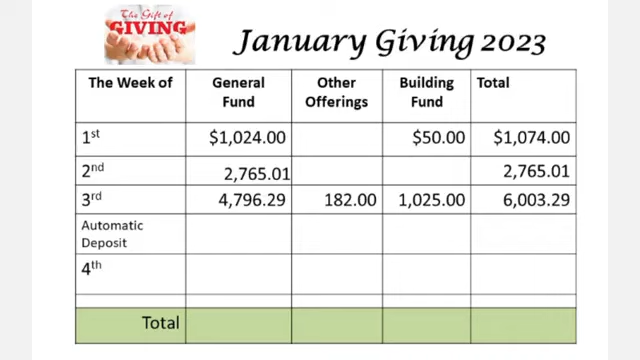 The Gift of
GIVING
January Giving 2023
The Week of General Fund Other Offerings Building Fund Total
1st $1,024.00 $50.00 $1,074.00
2nd 2,765.01 2,765.01
3rd 4,796.29 182.00 1,025.00 6,003.29
Automatic Deposit
4th
Total